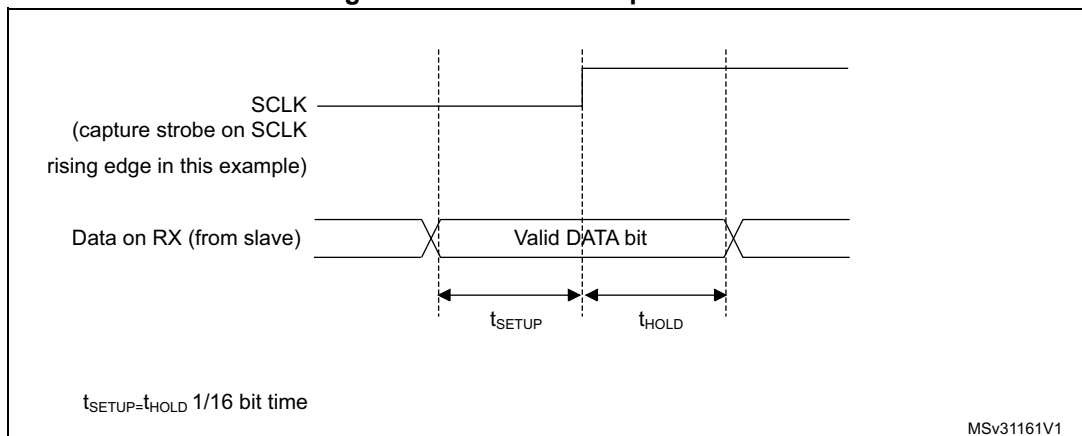 SCLK
(capture strobe on SCLK
rising edge in this example)
Data on RX (from slave)
Valid DATA bit
tSETUP
tHOLD
tSETUP=tHOLD 1/16 bit time
MSv31161V1